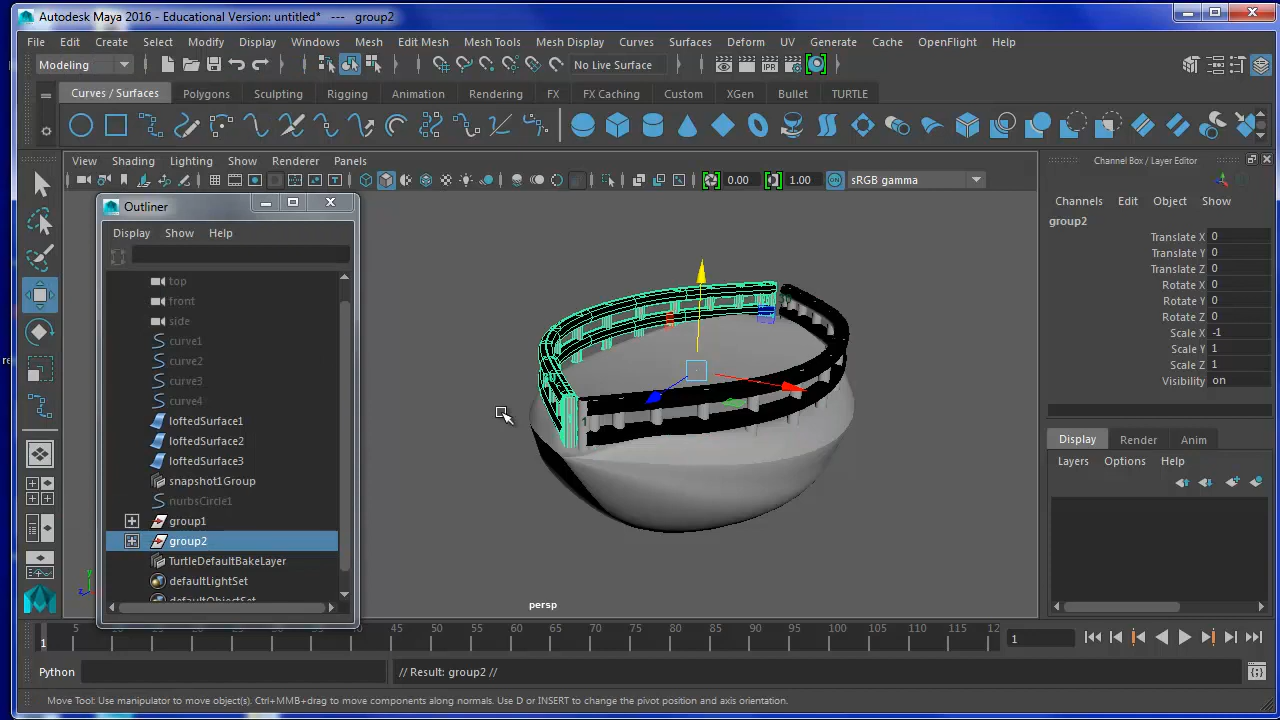 Autodesk Maya 2016 - Educational Version: untitled* --- group2
File Edit Create Select Modify Display Windows Mesh Edit Mesh Mesh Tools Mesh Display Curves Surfaces Deform UV Generate Cache OpenFlight Help
Modeling No Live Surface
Curves / Surfaces Polygons Sculpting Rigging Animation Rendering FX FX Caching Custom XGen Bullet TURTLE
View Shading Lighting Show Renderer Panels
0.00 1.00 sRGB gamma
Channel Box / Layer Editor
Channels Edit Object Show
group2
Translate X 0
Translate Y 0
Translate Z 0
Rotate X 0
Rotate Y 0
Rotate Z 0
Scale X -1
Scale Y 1
Scale Z 1
Visibility on
Display Render Anim
Layers Options Help
Outliner
Display Show Help
top
front
side
curve1
curve2
curve3
curve4
loftedSurface1
loftedSurface2
loftedSurface3
snapshot1Group
nurbsCircle1
group1
group2
TurtleDefaultBakeLayer
defaultLightSet
defaultObjectSet
persp
5 45 50 55 60 65 70 75 80 85 90 95 100 105 110 115 12
1 1
Python // Result: group2 //
Move Tool: Use manipulator to move object(s). Ctrl+MMB+drag to move components along normals. Use D or INSERT to change the pivot position and axis orientation.